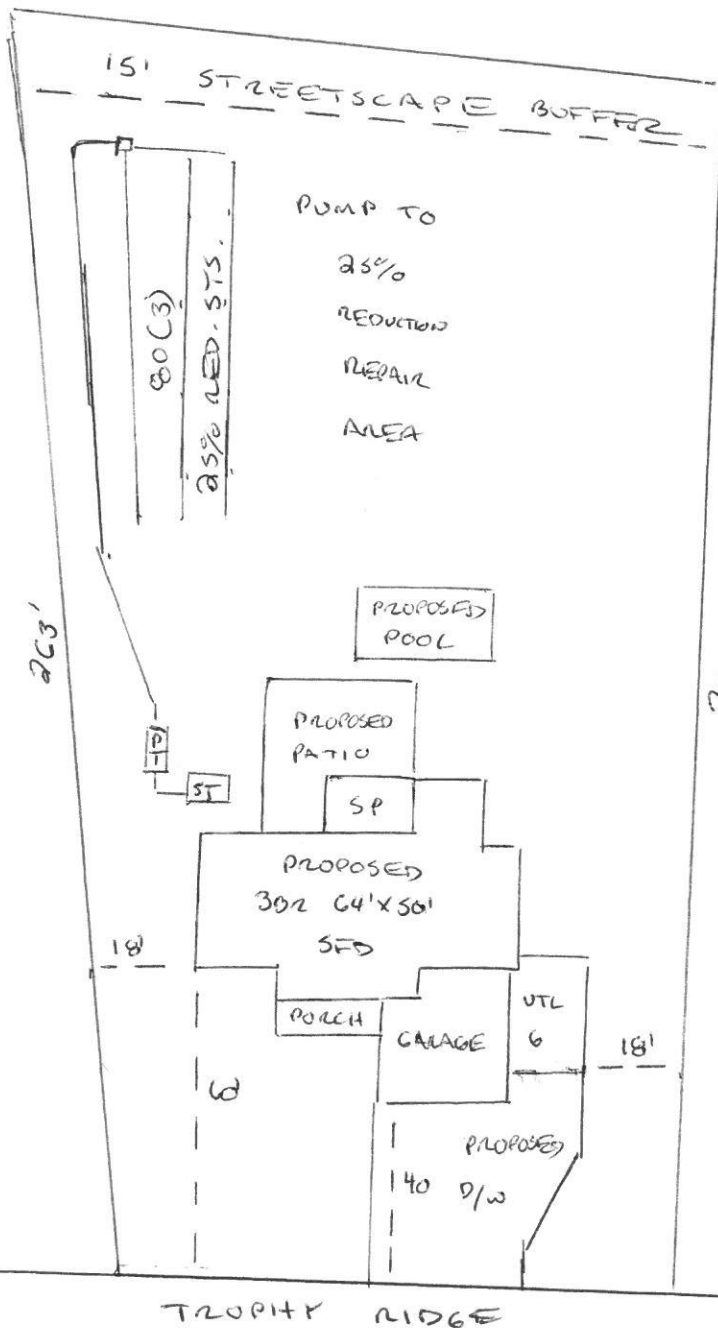 15' STREETSCAPE BUFFER
PUMP TO
25%
REDUCTION
REPAIR
AREA
80(3)
25% RED. STS.
263'
PROPOSED
POOL
PROPOSED
PATIO
ST
SP
PROPOSED
3BR 64'X50'
SFD
18'
PORCH
GARAGE
UTL
6
18'
60'
40
PROPOSED
D/W
TROPHY RIDGE